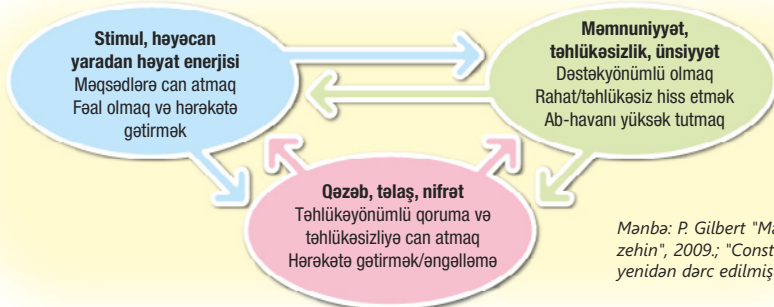 Stimul, həyəcan
yaradan həyat enerjisi
Məqsədlərə can atmaq
Fəal olmaq və hərəkətə
gətirmək
Məmnuniyyət,
təhlükəsizlik, ünsiyyət
Dəstəkyönümlü olmaq
Rahat/təhlükəsiz hiss etmək
Ab-havanı yüksək tutmaq
Qəzəb, təlaş, nifrət
Təhlükəyönümlü qoruma və
təhlükəsizliyə can atmaq
Hərəkətə gətirmək/əngəlləmə
Mənbə: P. Gilbert "Mə
zehin", 2009.; "Const
yenidən dərc edilmiş